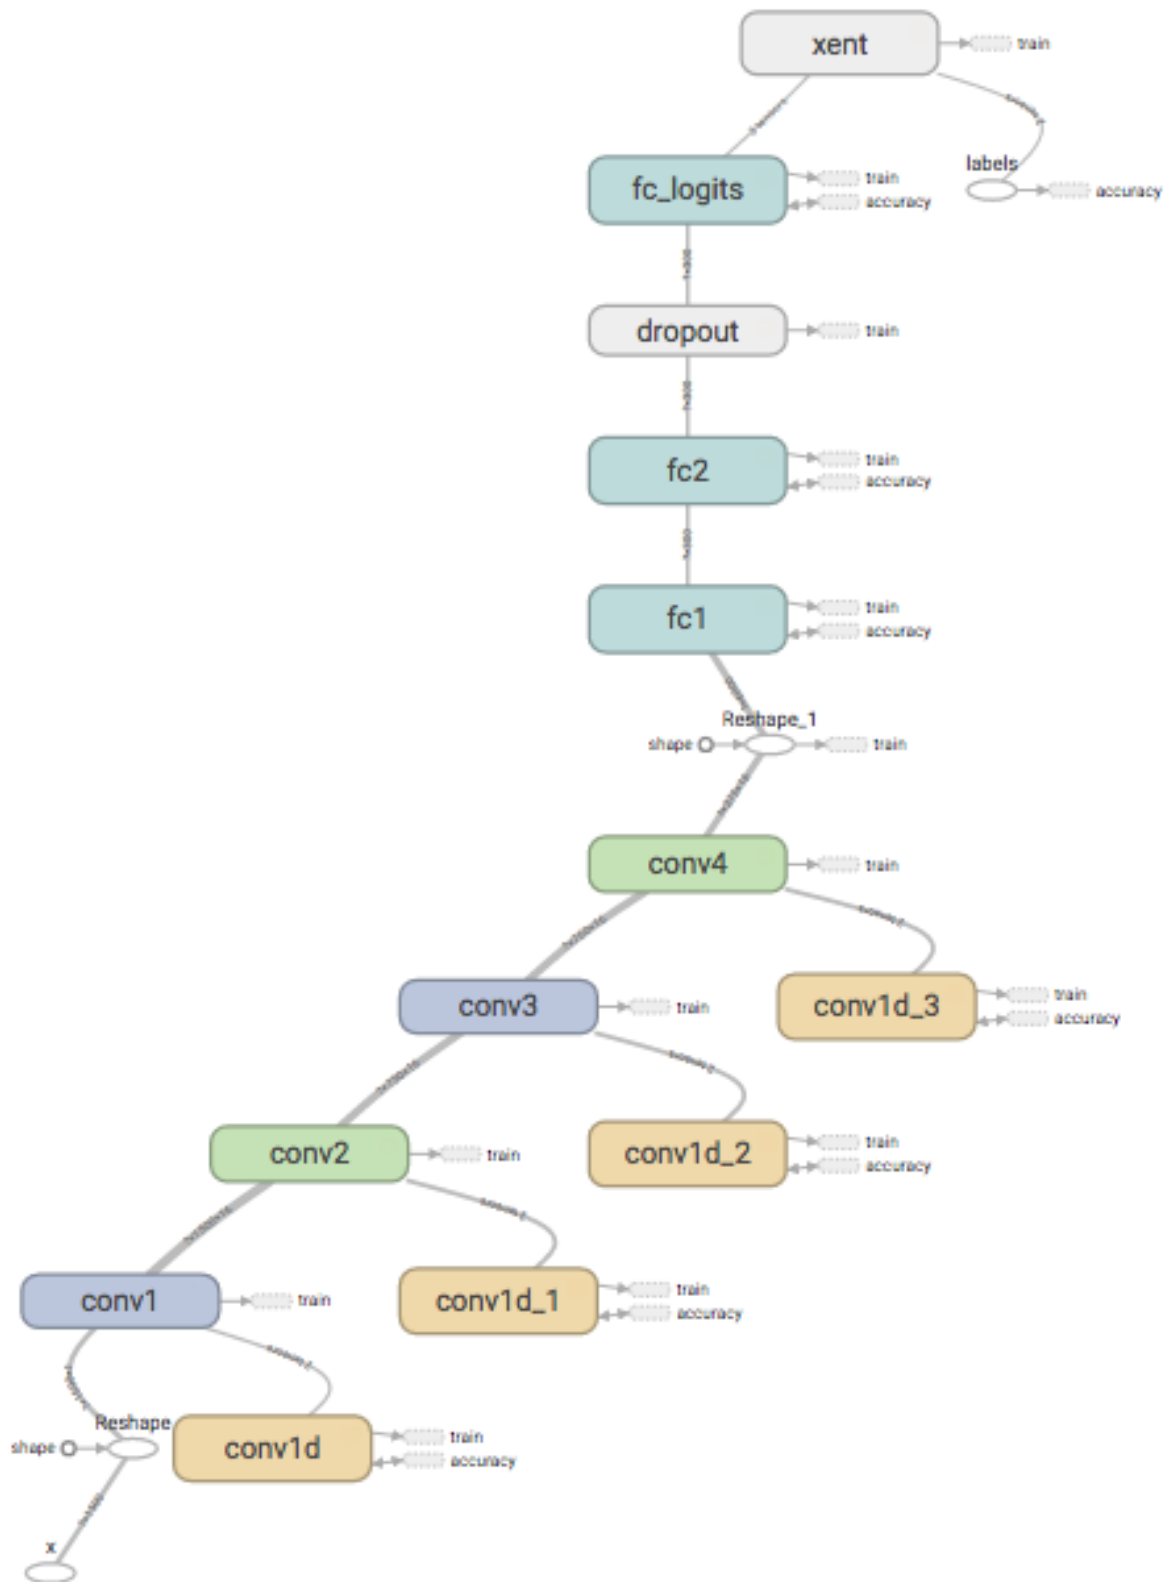 xent
train
labels
accuracy
fc_logits
train
accuracy
dropout
train
fc2
train
accuracy
fc1
train
accuracy
Reshape_1
shape
train
conv4
train
conv3
train
conv1d_3
train
accuracy
conv2
train
conv1d_2
train
accuracy
conv1
train
conv1d_1
train
accuracy
Reshape
shape
conv1d
train
accuracy
x